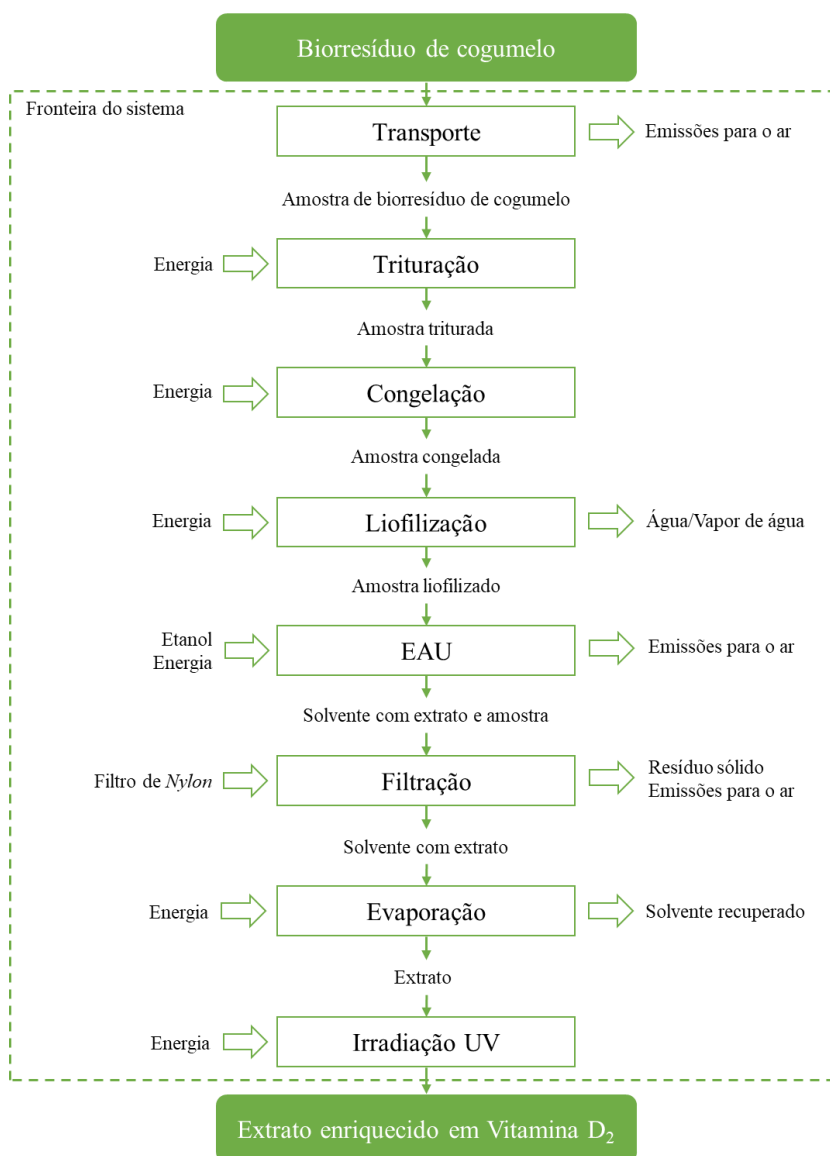 Biorresíduo de cogumelo
Fronteira do sistema
Transporte
Emissões para o ar
Amostra de biorresíduo de cogumelo
Energia
Trituração
Amostra triturada
Energia
Congelação
Amostra congelada
Energia
Liofilização
Água/Vapor de água
Amostra liofilizado
Etanol
Energia
EAU
Emissões para o ar
Solvente com extrato e amostra
Filtro de Nylon
Filtração
Resíduo sólido
Emissões para o ar
Solvente com extrato
Energia
Evaporação
Solvente recuperado
Extrato
Energia
Irradiação UV
Extrato enriquecido em Vitamina D₂